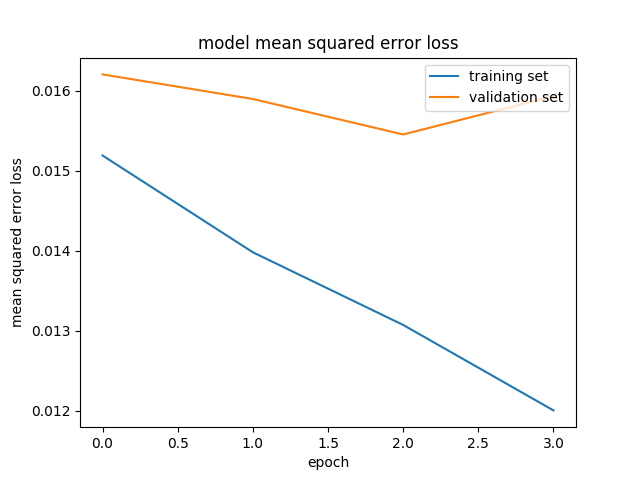 model mean squared error loss
training set
validation set
0.016
0.015
0.014
0.013
0.012
mean squared error loss
0.0 0.5 1.0 1.5 2.0 2.5 3.0
epoch